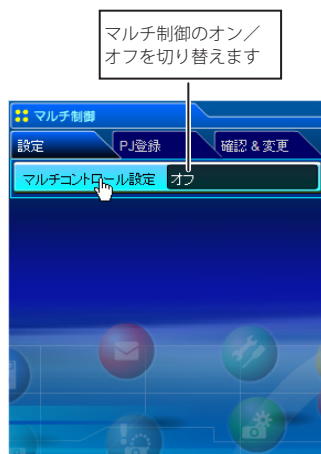 マルチ制御のオン／
オフを切り替えます
マルチ制御
設定 PJ登録 確認 & 変更
マルチコントロール設定 オフ